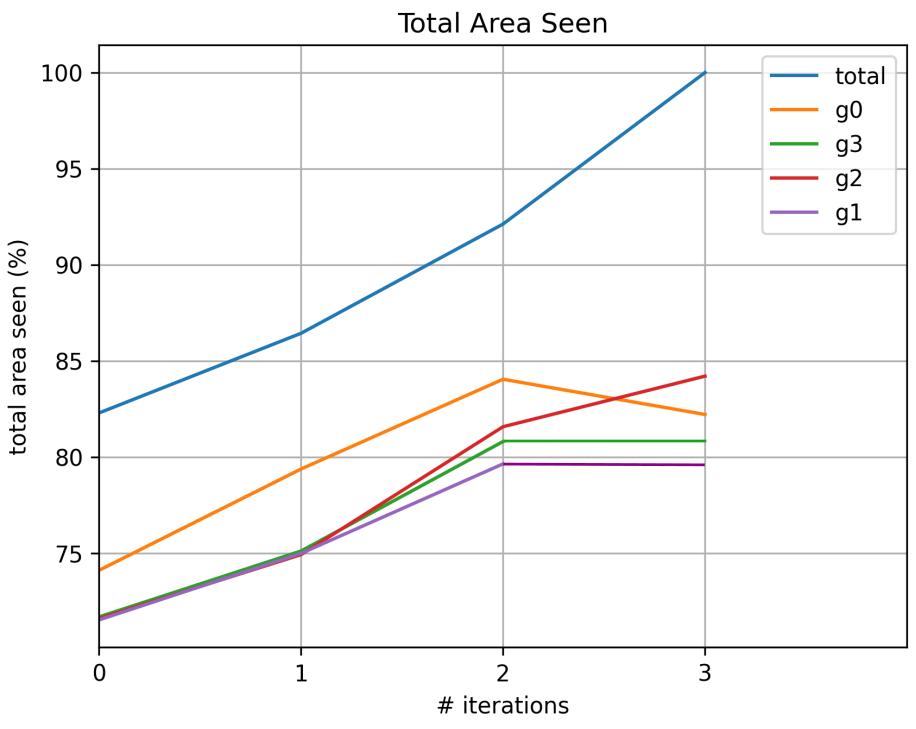 Total Area Seen
total area seen (%)
100
95
90
85
80
75
total
g0
g3
g2
g1
0 1 2 3
# iterations